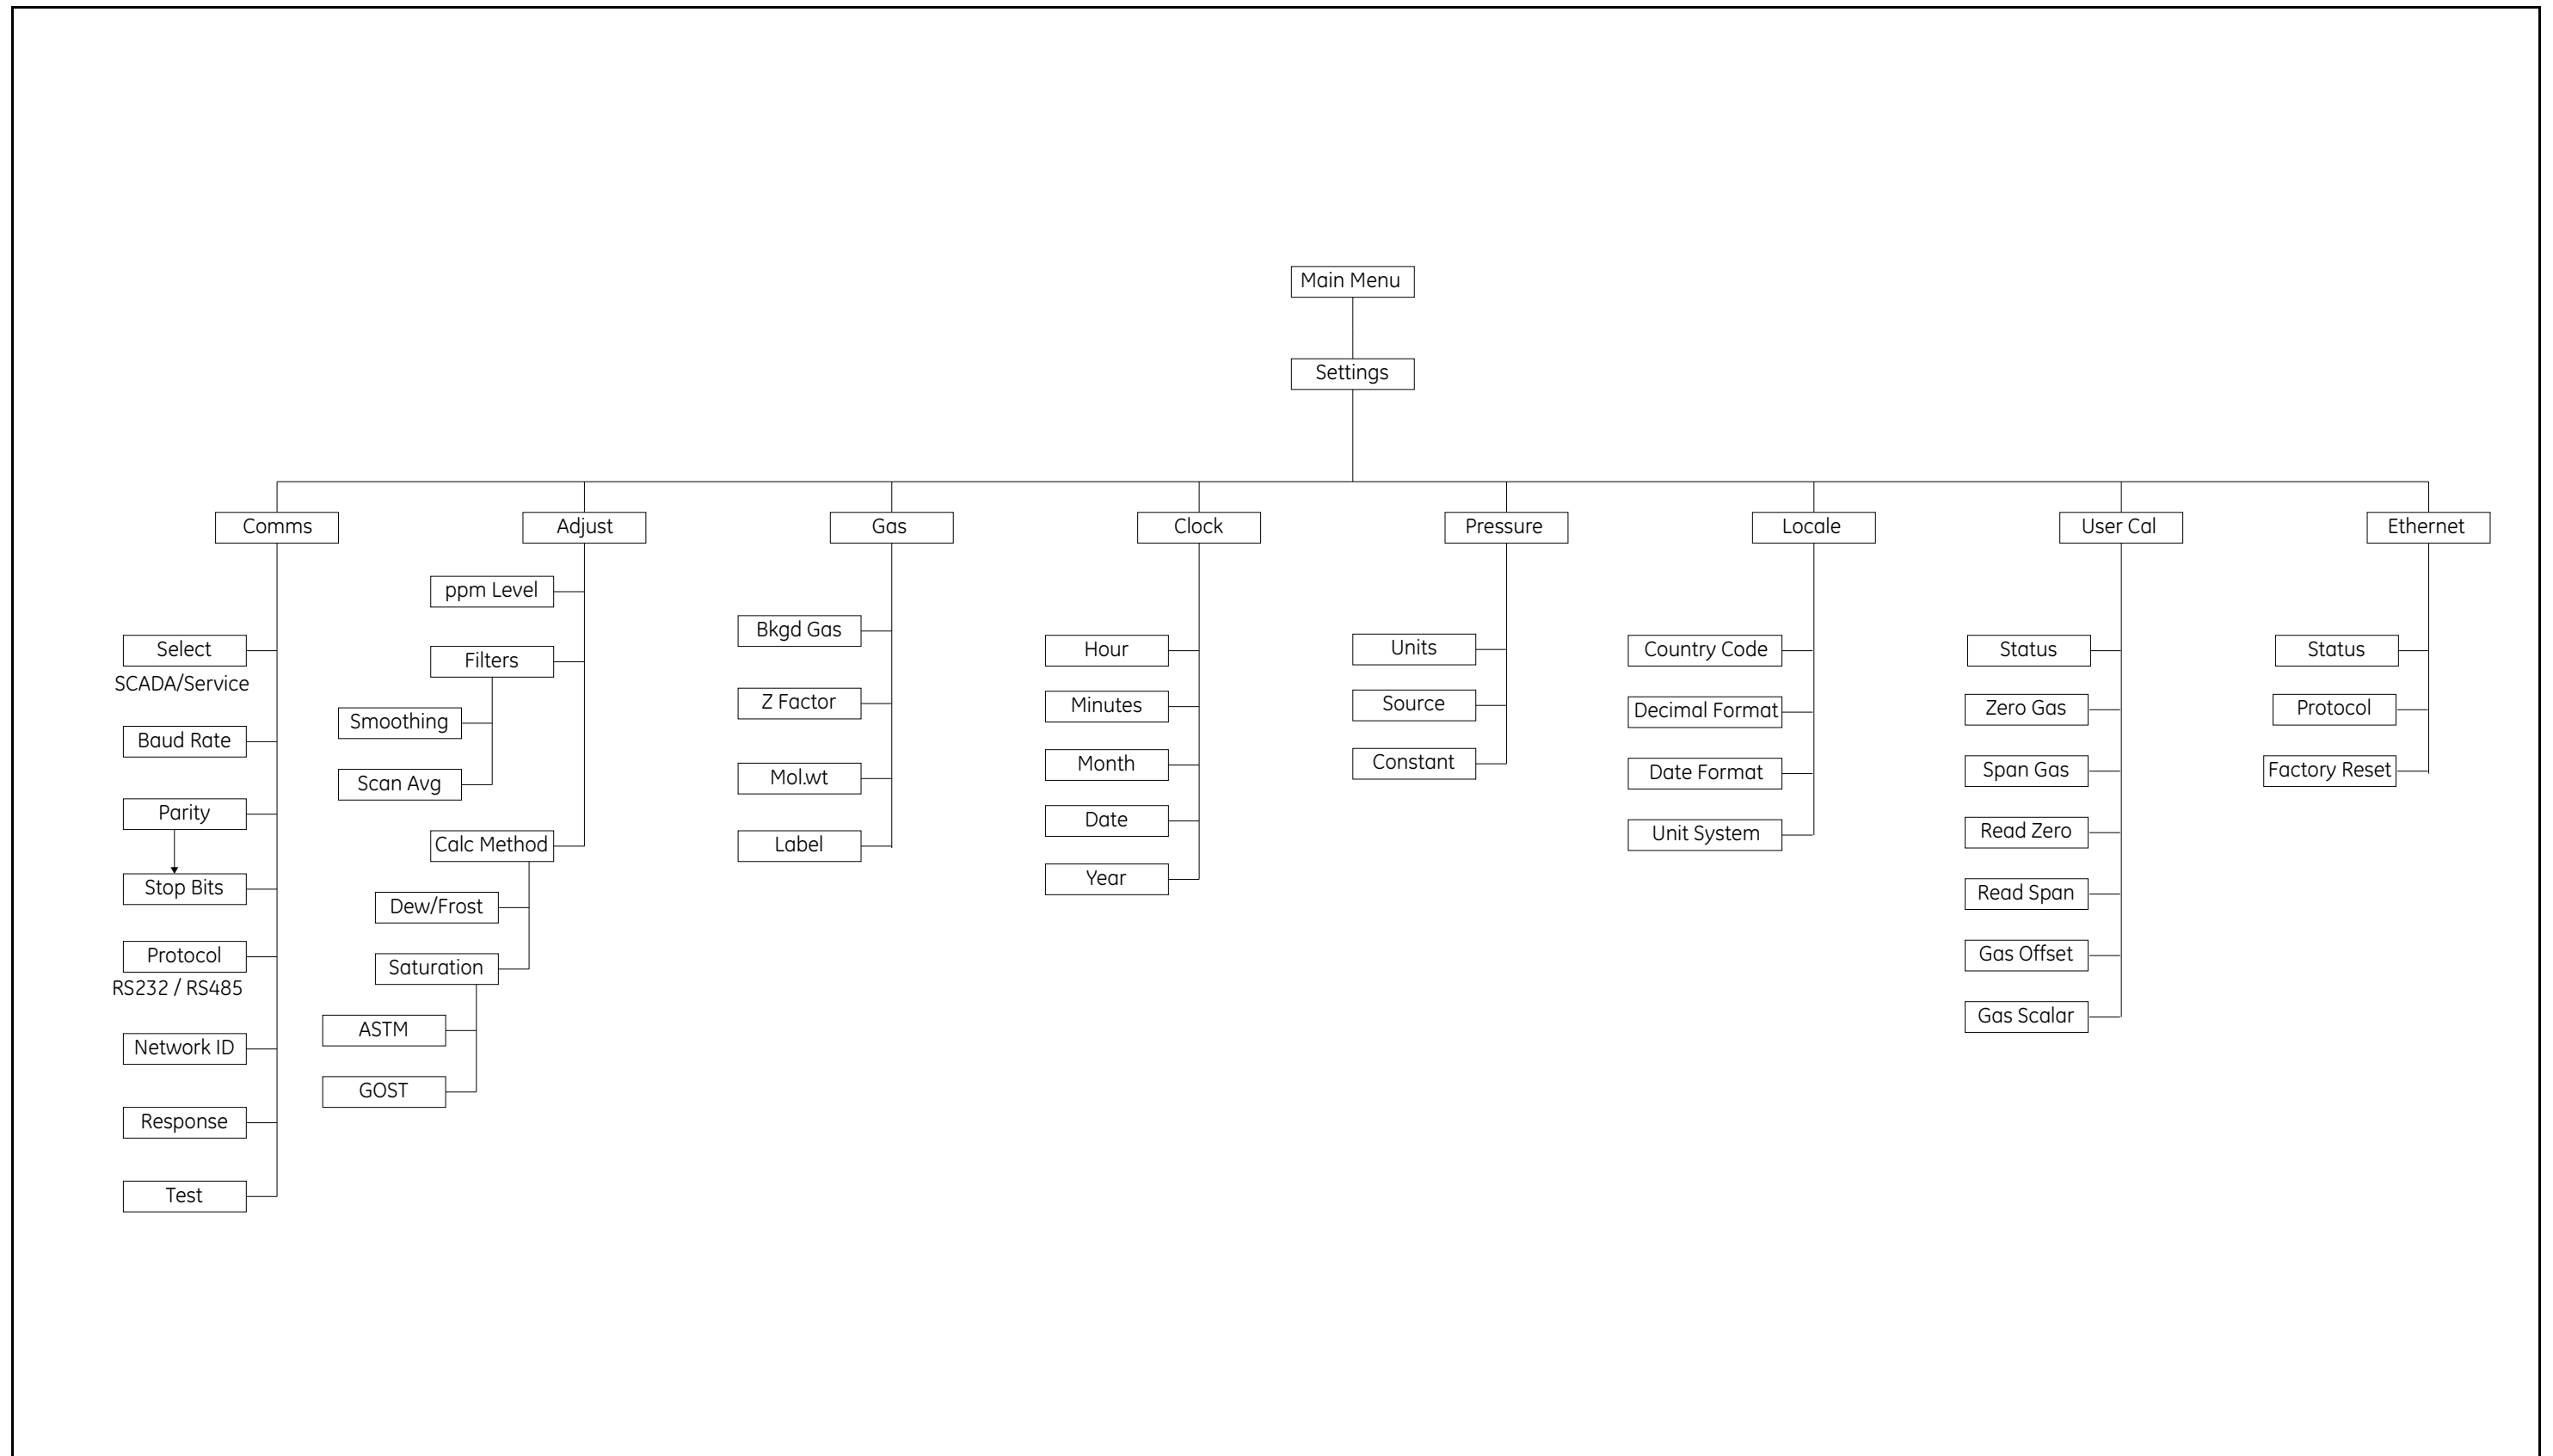 Main Menu
Settings
Comms
Adjust
Gas
Clock
Pressure
Locale
User Cal
Ethernet
Select
SCADA/Service
Baud Rate
Parity
Stop Bits
Protocol
RS232 / RS485
Network ID
Response
Test
ppm Level
Filters
Smoothing
Scan Avg
Calc Method
Dew/Frost
Saturation
ASTM
GOST
Bkgd Gas
Z Factor
Mol.wt
Label
Hour
Minutes
Month
Date
Year
Units
Source
Constant
Country Code
Decimal Format
Date Format
Unit System
Status
Zero Gas
Span Gas
Read Zero
Read Span
Gas Offset
Gas Scalar
Status
Protocol
Factory Reset